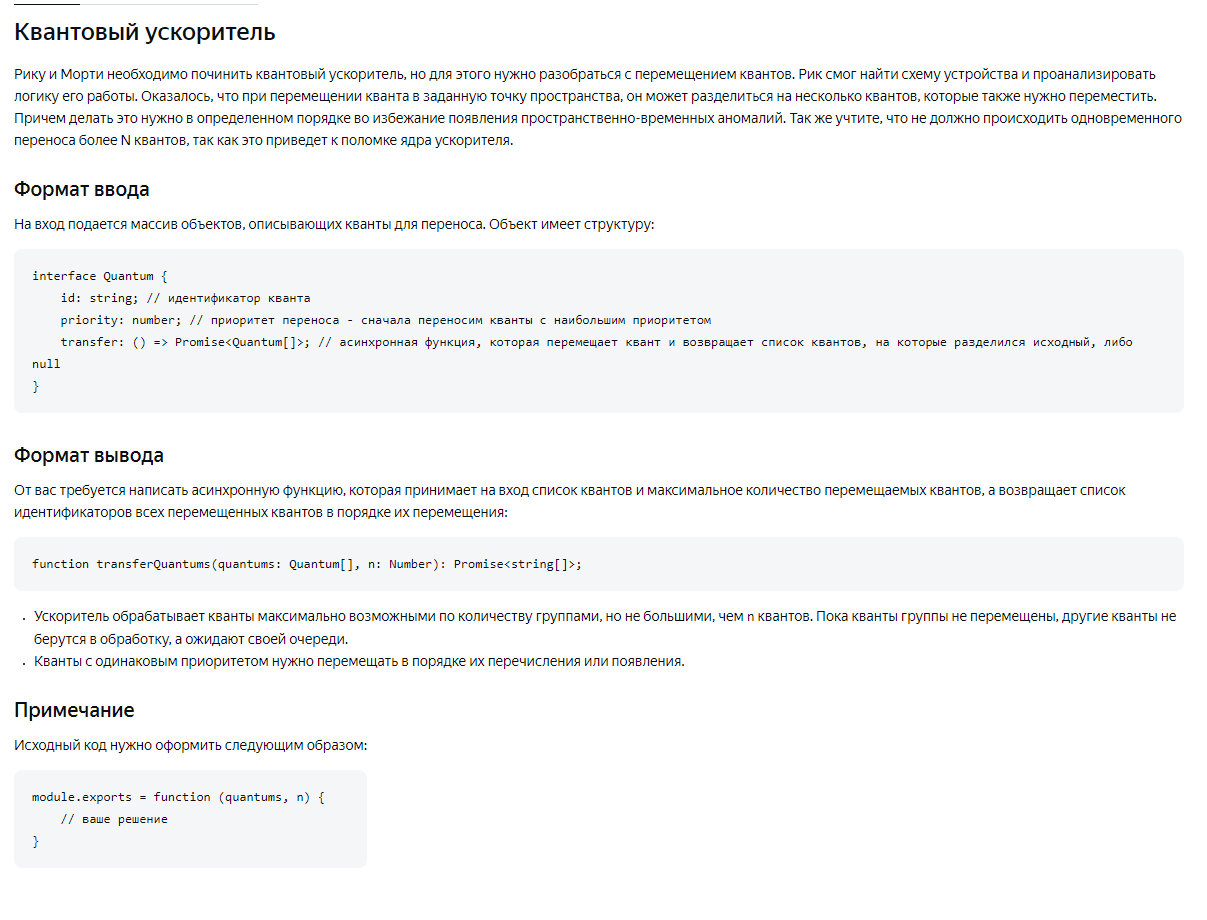 Квантовый ускоритель
Рику и Морти необходимо починить квантовый ускоритель, но для этого нужно разобраться с перемещением квантов. Рик смог найти схему устройства и проанализировать
логику его работы. Оказалось, что при перемещении кванта в заданную точку пространства, он может разделиться на несколько квантов, которые также нужно переместить.
Причем делать это нужно в определенном порядке во избежание появления пространственно-временных аномалий. Так же учтите, что не должно происходить одновременного
переноса более N квантов, так как это приведет к поломке ядра ускорителя.
Формат ввода
На вход подается массив объектов, описывающих кванты для переноса. Объект имеет структуру:
interface Quantum {
    id: string; // идентификатор кванта
    priority: number; // приоритет переноса - сначала переносим кванты с наибольшим приоритетом
    transfer: () => Promise<Quantum[]>; // асинхронная функция, которая перемещает квант и возвращает список квантов, на которые разделился исходный, либо
null
}
Формат вывода
От вас требуется написать асинхронную функцию, которая принимает на вход список квантов и максимальное количество перемещаемых квантов, а возвращает список
идентификаторов всех перемещенных квантов в порядке их перемещения:
function transferQuantums(quantums: Quantum[], n: Number): Promise<string[]>;
• Ускоритель обрабатывает кванты максимально возможными по количеству группами, но не большими, чем n квантов. Пока кванты группы не перемещены, другие кванты не
берутся в обработку, а ожидают своей очереди.
• Кванты с одинаковым приоритетом нужно перемещать в порядке их перечисления или появления.
Примечание
Исходный код нужно оформить следующим образом:
module.exports = function (quantums, n) {
    // ваше решение
}